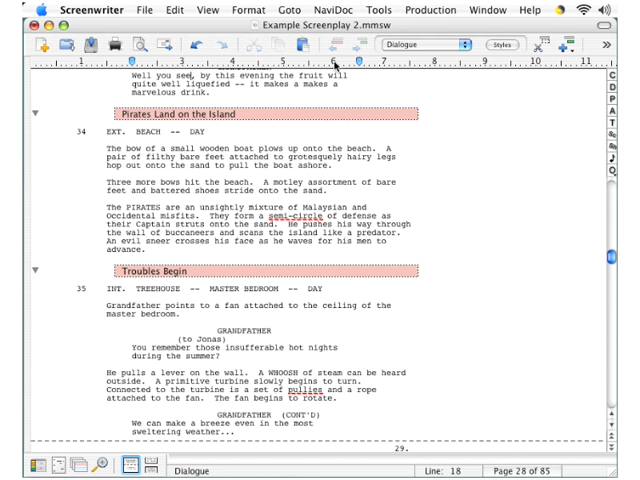 Screenwriter File Edit View Format Goto NaviDoc Tools Production Window Help
Example Screenplay 2.mmsw
Dialogue Styles
1 2 3 4 5 6 7 8 9 10 11
Well you see, by this evening the fruit will
quite well liquefied -- it makes a makes a
marvelous drink.
Pirates Land on the Island
34 EXT. BEACH -- DAY
The bow of a small wooden boat plows up onto the beach. A
pair of filthy bare feet attached to grotesquely hairy legs
hop out onto the sand to pull the boat ashore.
Three more bows hit the beach. A motley assortment of bare
feet and battered shoes stride onto the sand.
The PIRATES are an unsightly mixture of Malaysian and
Occidental misfits. They form a semi-circle of defense as
their Captain struts onto the sand. He pushes his way through
the wall of buccaneers and scans the island like a predator.
An evil sneer crosses his face as he waves for his men to
advance.
Troubles Begin
35 INT. TREEHOUSE -- MASTER BEDROOM -- DAY
Grandfather points to a fan attached to the ceiling of the
master bedroom.
GRANDFATHER
(to Jonas)
You remember those insufferable hot nights
during the summer?
He pulls a lever on the wall. A WHOOSH of steam can be heard
outside. A primitive turbine slowly begins to turn.
Connected to the turbine is a set of pullies and a rope
attached to the fan. The fan begins to rotate.
GRANDFATHER (CONT'D)
We can make a breeze even in the most
sweltering weather...
29.
Dialogue Line: 18 Page 28 of 85
C
D
P
A
T